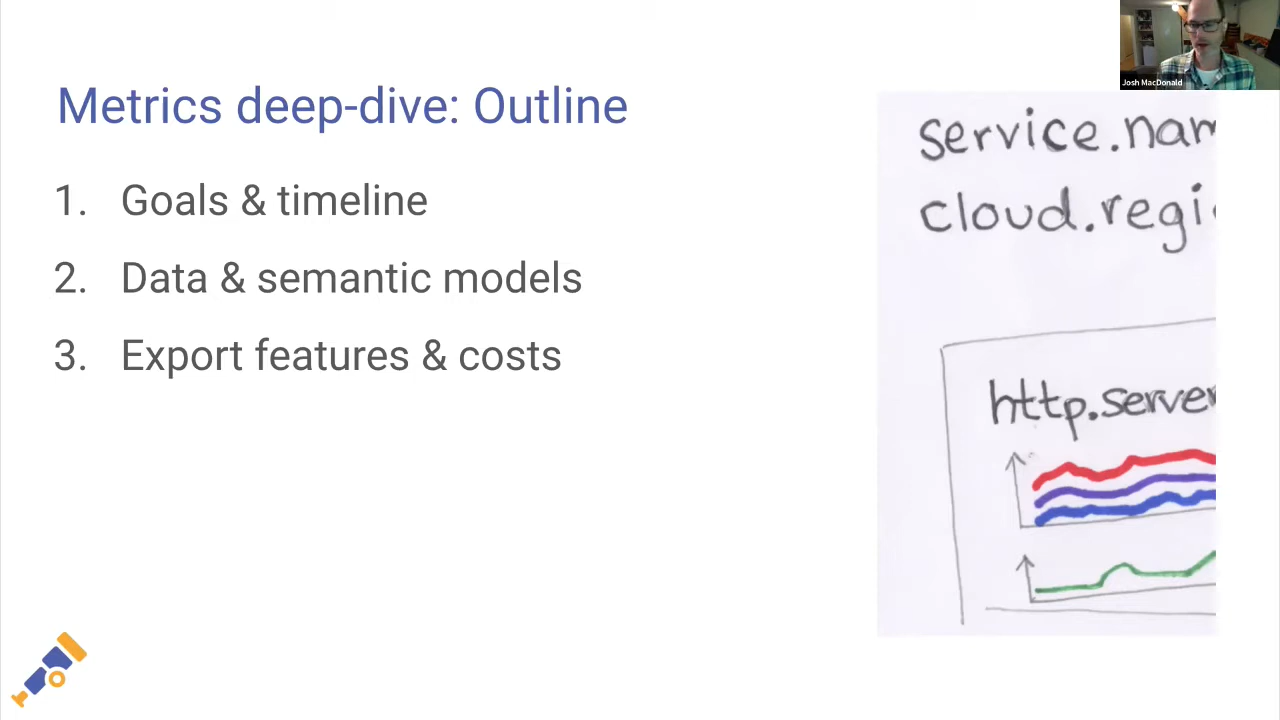 Josh MacDonald
Metrics deep-dive: Outline
1. Goals & timeline
2. Data & semantic models
3. Export features & costs
service.nam
cloud.regi
http.server